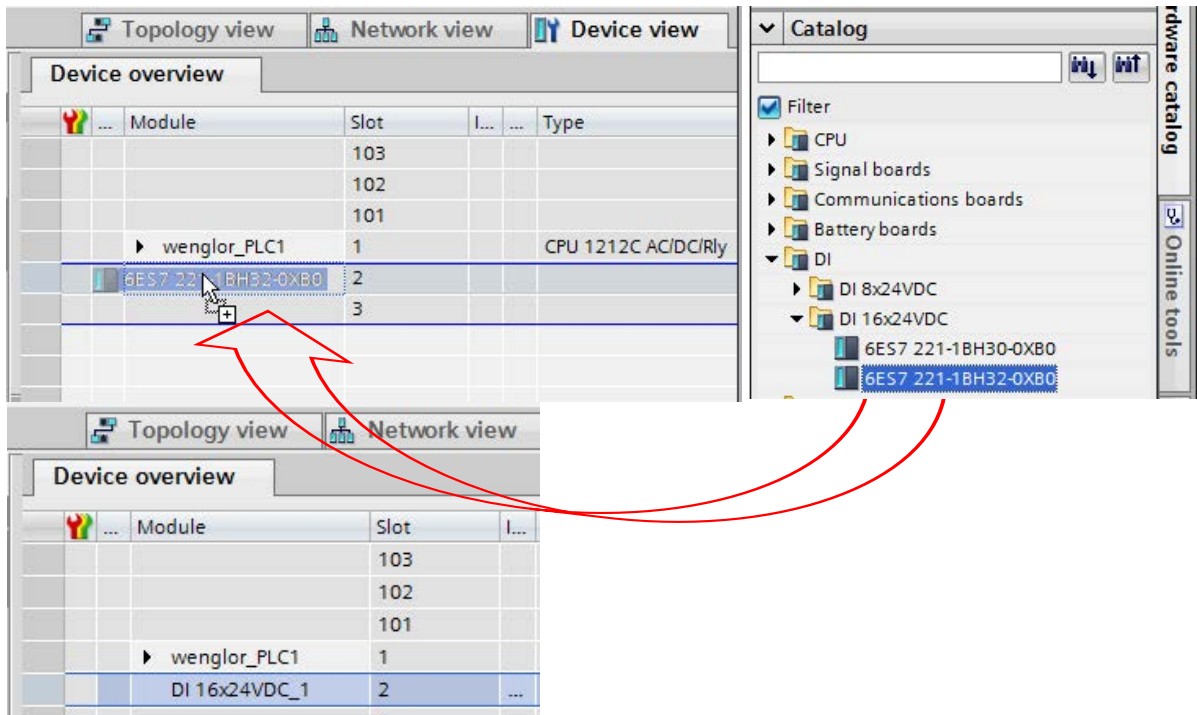 Topology view Network view Device view
Device overview
... Module Slot I... ... Type
103
102
101
wenglor_PLC1 1 CPU 1212C AC/DC/Rly
6ES7 221-1BH32-0XB0 2
3
Catalog
Filter
CPU
Signal boards
Communications boards
Battery boards
DI
DI 8x24VDC
DI 16x24VDC
6ES7 221-1BH30-0XB0
6ES7 221-1BH32-0XB0
rdware catalog
Online tools
Topology view Network view
Device overview
... Module Slot I...
103
102
101
wenglor_PLC1 1
DI 16x24VDC_1 2 ...